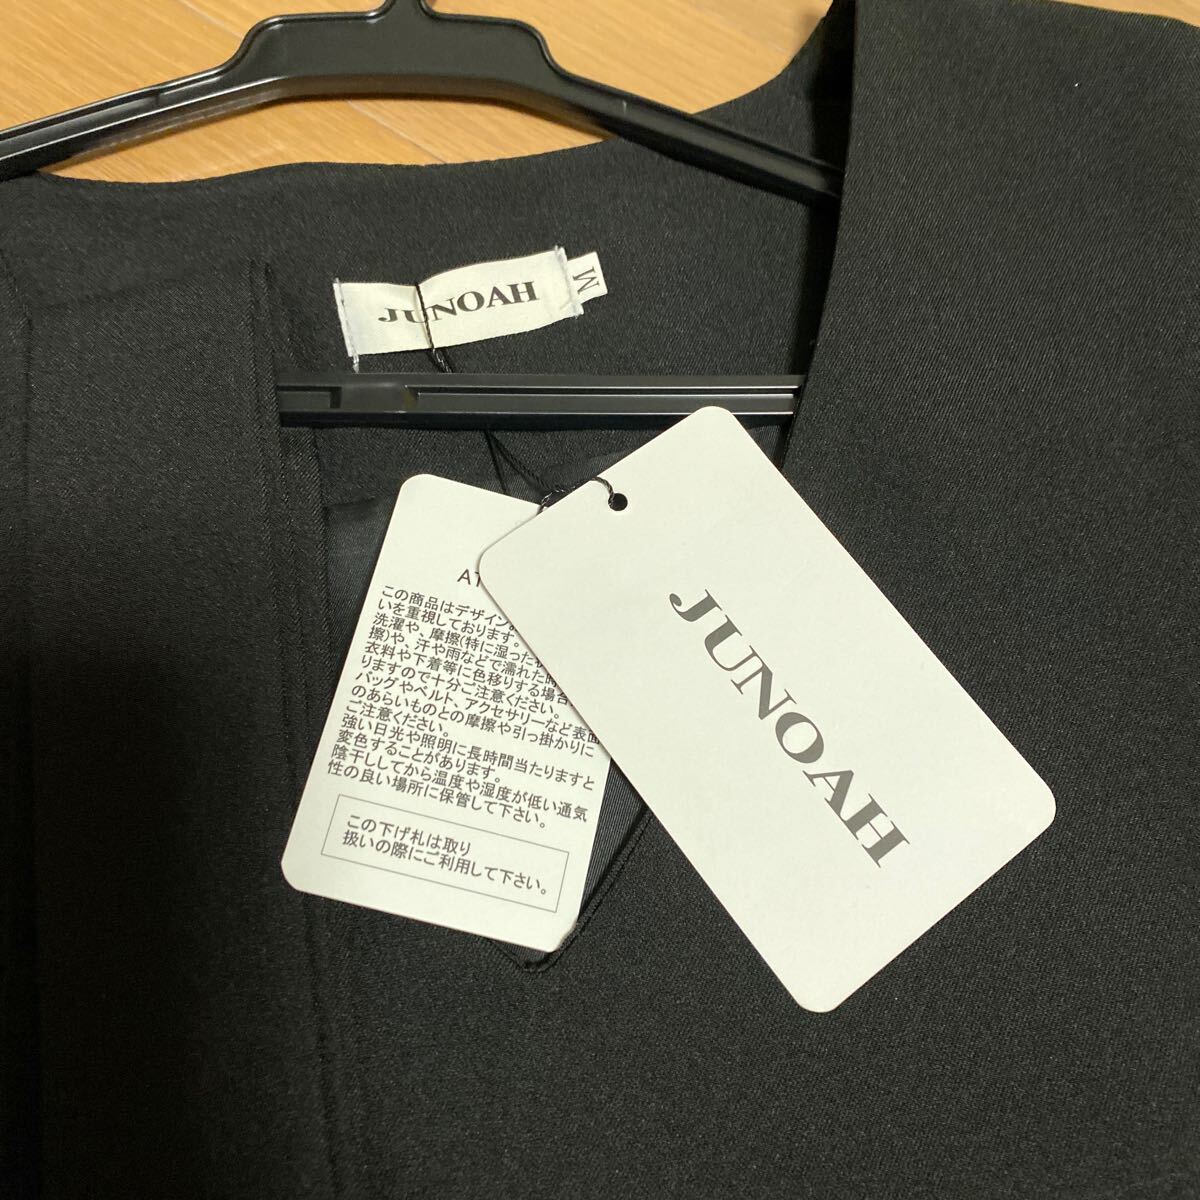 JUNOAH
M
JUNOAH
この商品はデザイン
いを重視しております。
洗濯や、摩擦(特に湿った
擦)や、汗や雨などで濡れた
衣料や下着等に色移りする場合
りますので十分ご注意ください。
バッグやベルト、アクセサリーなど表面
のあらいものとの摩擦や引っ掛かりに
ご注意ください。
強い日光や照明に長時間当たりますと
変色することがあります。
陰干ししてから温度や湿度が低い通気
性の良い場所に保管して下さい。
この下げ札は取り
扱いの際にご利用して下さい。